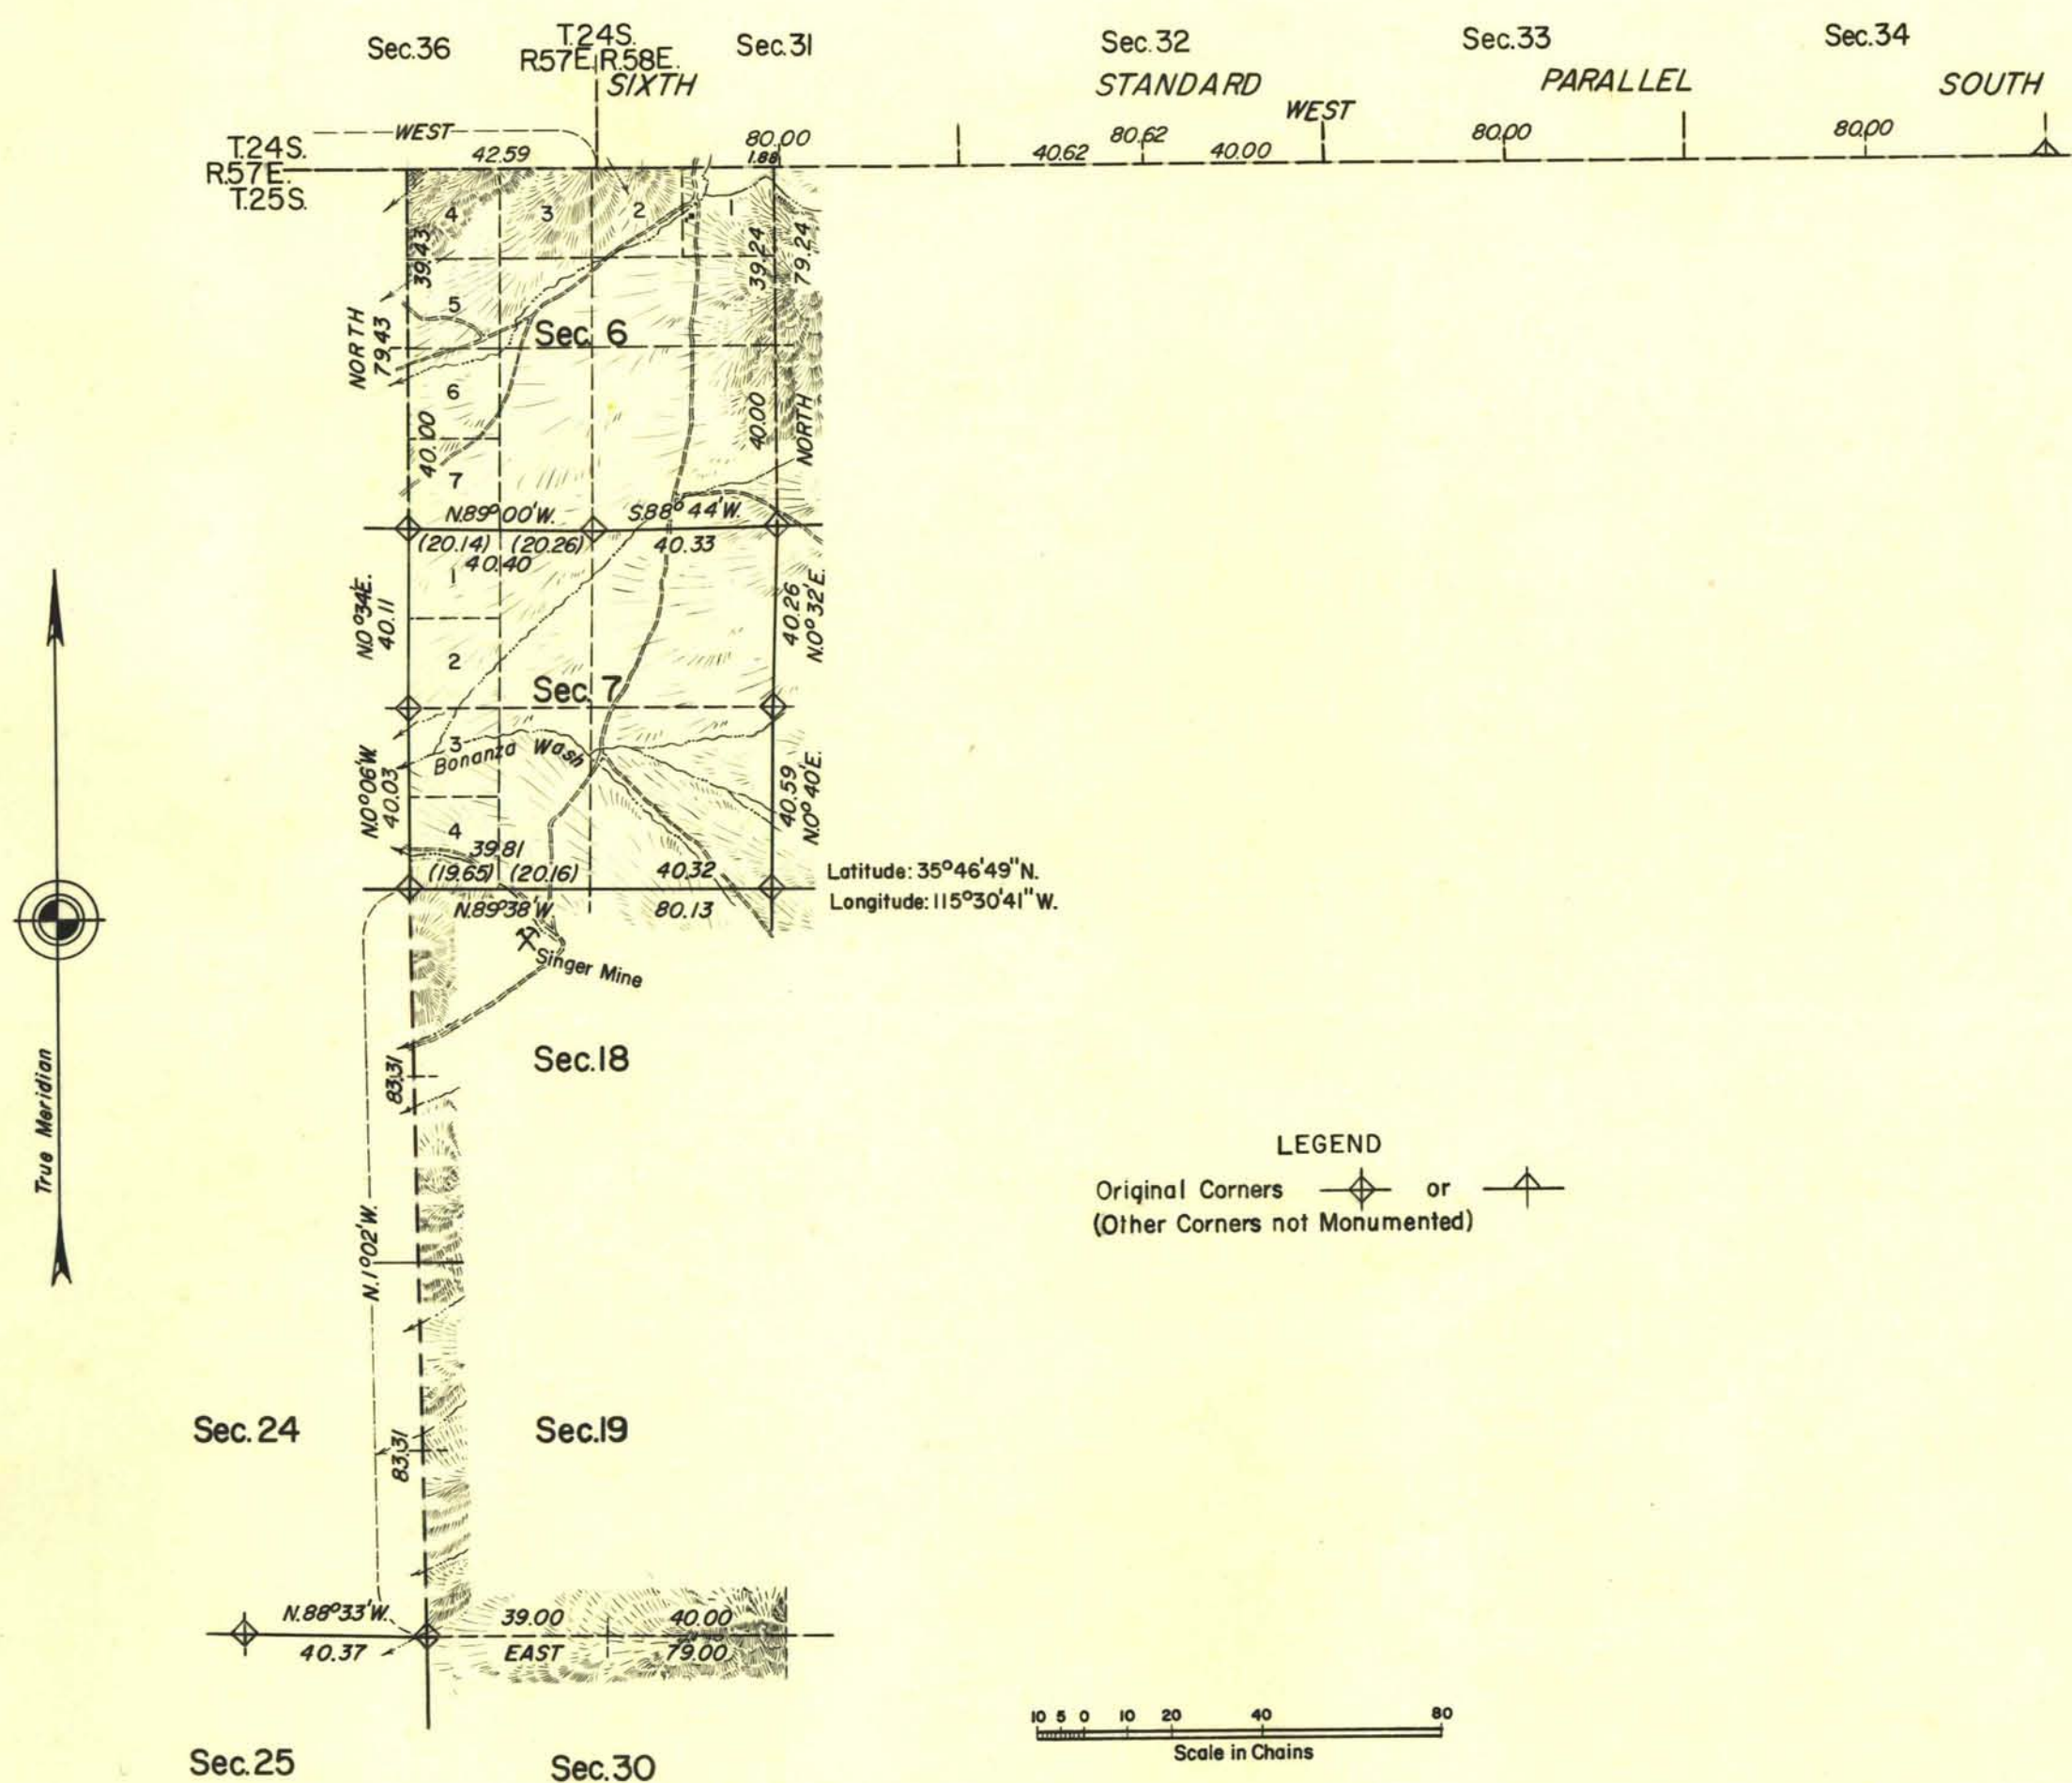 Sec.36
T.24S.
R.57E. R.58E.
Sec.31
Sec.32
Sec.33
Sec.34
SIXTH STANDARD PARALLEL SOUTH
WEST
WEST
T.24S.
R.57E.
T.25S.
42.59
80.00
1.88
40.62
80.62
40.00
80.00
80.00
4
3
2
1
39.43
39.24
79.24
5
NORTH
79.43
Sec. 6
6
40.00
40.00
NORTH
7
N.89°00'W.
S.88°44'W.
(20.14) (20.26)
40.33
40.40
1
N.0°34'E.
40.11
40.26
N.0°32'E.
2
Sec. 7
3
Bonanza Wash
N.0°06'W.
40.03
40.59
N.0°40'E.
4
39.81
(19.65) (20.16)
40.32
N.89°38'W.
80.13
Latitude: 35°46'49"N.
Longitude: 115°30'41"W.
Singer Mine
True Meridian
83.31
Sec.18
N.1°02'W.
LEGEND
Original Corners or
(Other Corners not Monumented)
Sec. 24
83.31
Sec.19
N.88°33'W.
40.37
39.00
40.00
EAST
79.00
Sec.25
Sec.30
10 5 0 10 20 40 80
Scale in Chains